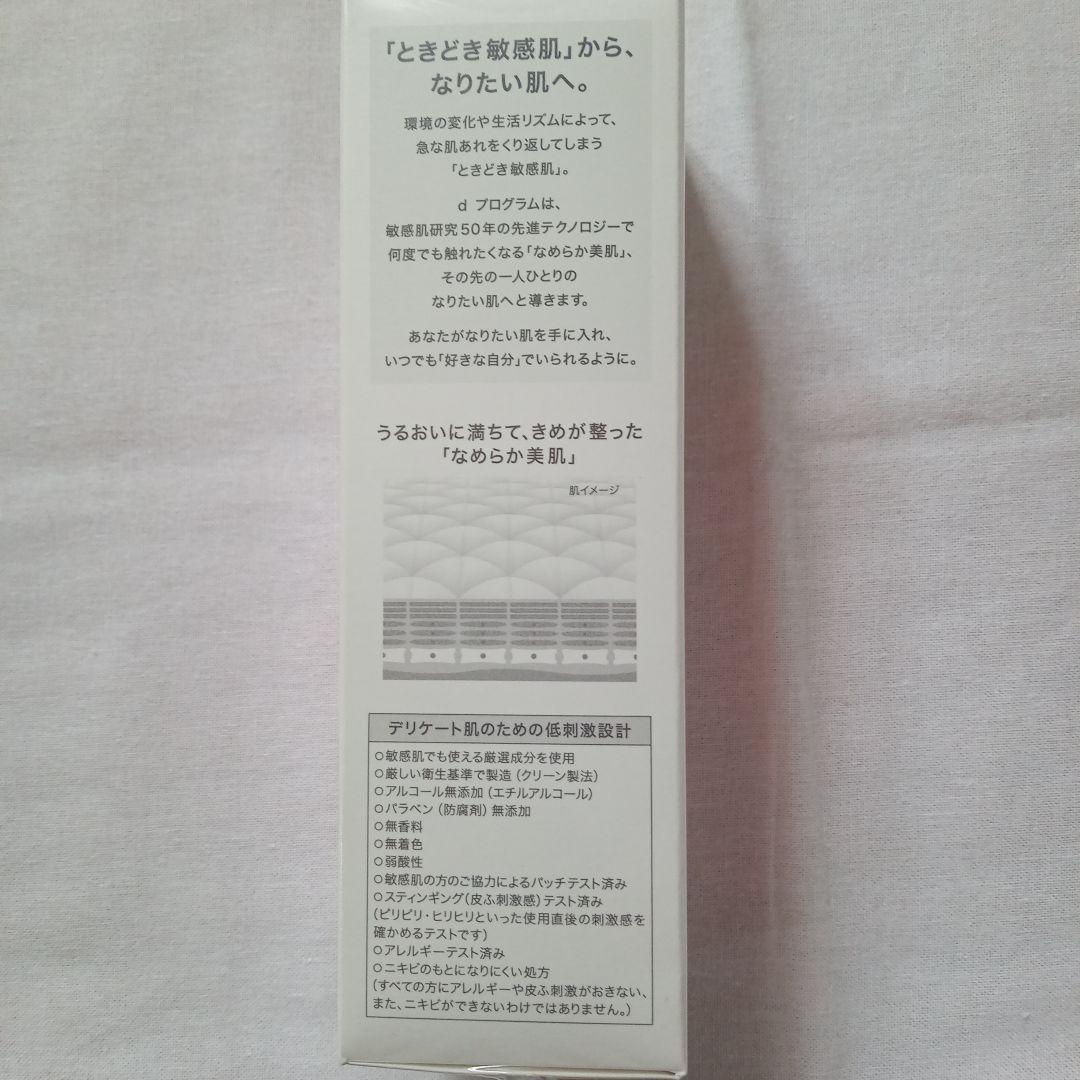 「ときどき敏感肌」から、
なりたい肌へ。
環境の変化や生活リズムによって、
急な肌あれをくり返してしまう
「ときどき敏感肌」。
d プログラムは、
敏感肌研究50年の先進テクノロジーで
何度でも触れたくなる「なめらか美肌」、
その先の一人ひとりの
なりたい肌へと導きます。
あなたがなりたい肌を手に入れ、
いつでも「好きな自分」でいられるように。
うるおいに満ちて、きめが整った
「なめらか美肌」
肌イメージ
デリケート肌のための低刺激設計
○敏感肌でも使える厳選成分を使用
○厳しい衛生基準で製造（クリーン製法）
○アルコール無添加（エチルアルコール）
○パラベン（防腐剤）無添加
○無香料
○無着色
○弱酸性
○敏感肌の方のご協力によるパッチテスト済み
○スティンギング（皮ふ刺激感）テスト済み
（ピリピリ・ヒリヒリといった使用直後の刺激感を
確かめるテストです）
○アレルギーテスト済み
○ニキビのもとになりにくい処方
（すべての方にアレルギーや皮ふ刺激がおきない、
また、ニキビができないわけではありません。）